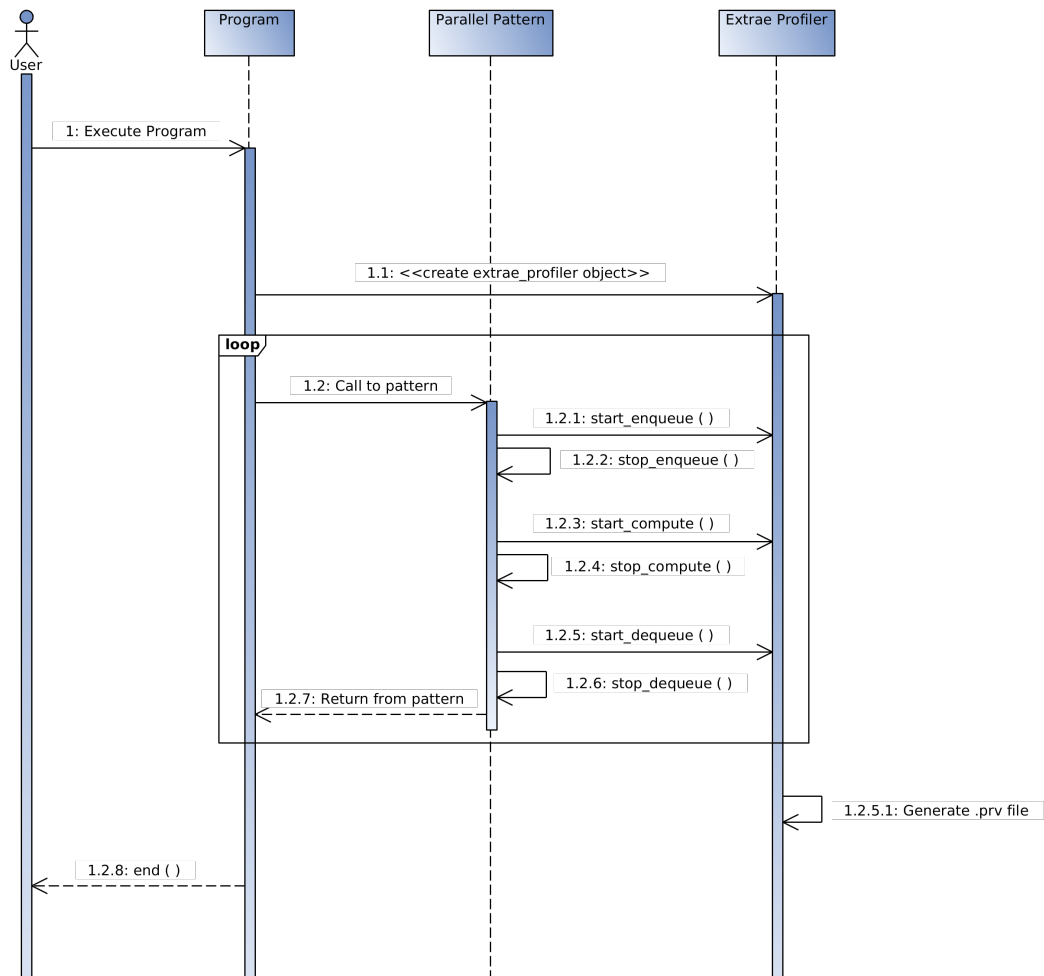 User
Program
Parallel Pattern
Extrae Profiler
1: Execute Program
1.1: <<create extrae_profiler object>>
loop
1.2: Call to pattern
1.2.1: start_enqueue ( )
1.2.2: stop_enqueue ( )
1.2.3: start_compute ( )
1.2.4: stop_compute ( )
1.2.5: start_dequeue ( )
1.2.6: stop_dequeue ( )
1.2.7: Return from pattern
1.2.5.1: Generate .prv file
1.2.8: end ( )